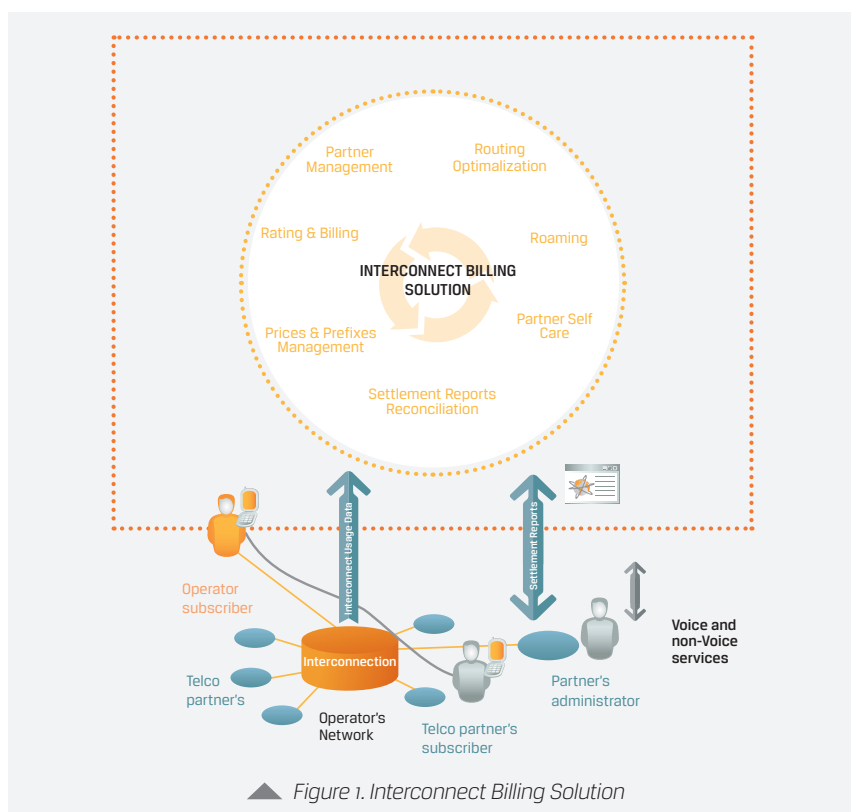 Partner
Management
Routing
Optimalization
Rating & Billing
Roaming
INTERCONNECT BILLING
SOLUTION
Prices & Prefixes
Management
Partner Self
Care
Settlement Reports
Reconciliation
Interconnect Usage Data
Settlement Reports
Operator
subscriber
Voice and
non-Voice
services
Interconnection
Telco
partner's
Operator's
Network
Telco partner's
subscriber
Partner's
administrator
Figure 1. Interconnect Billing Solution